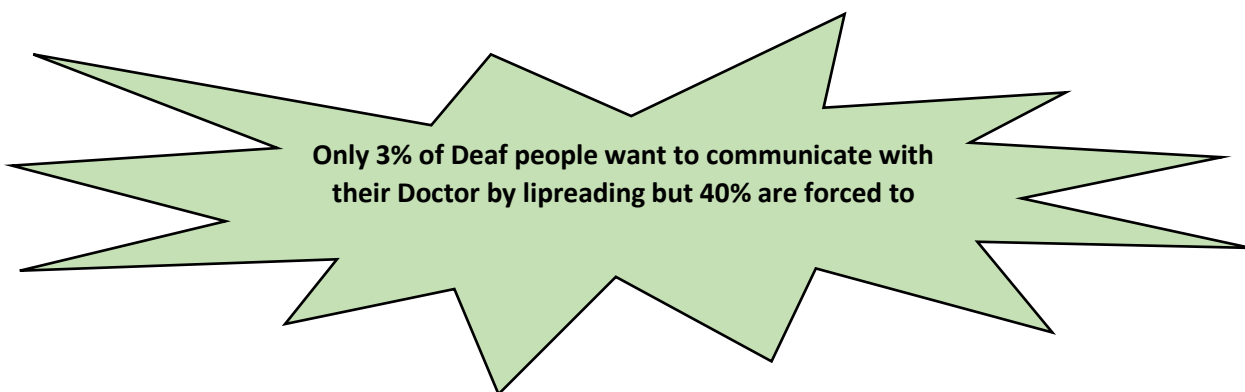 Only 3% of Deaf people want to communicate with
their Doctor by lipreading but 40% are forced to